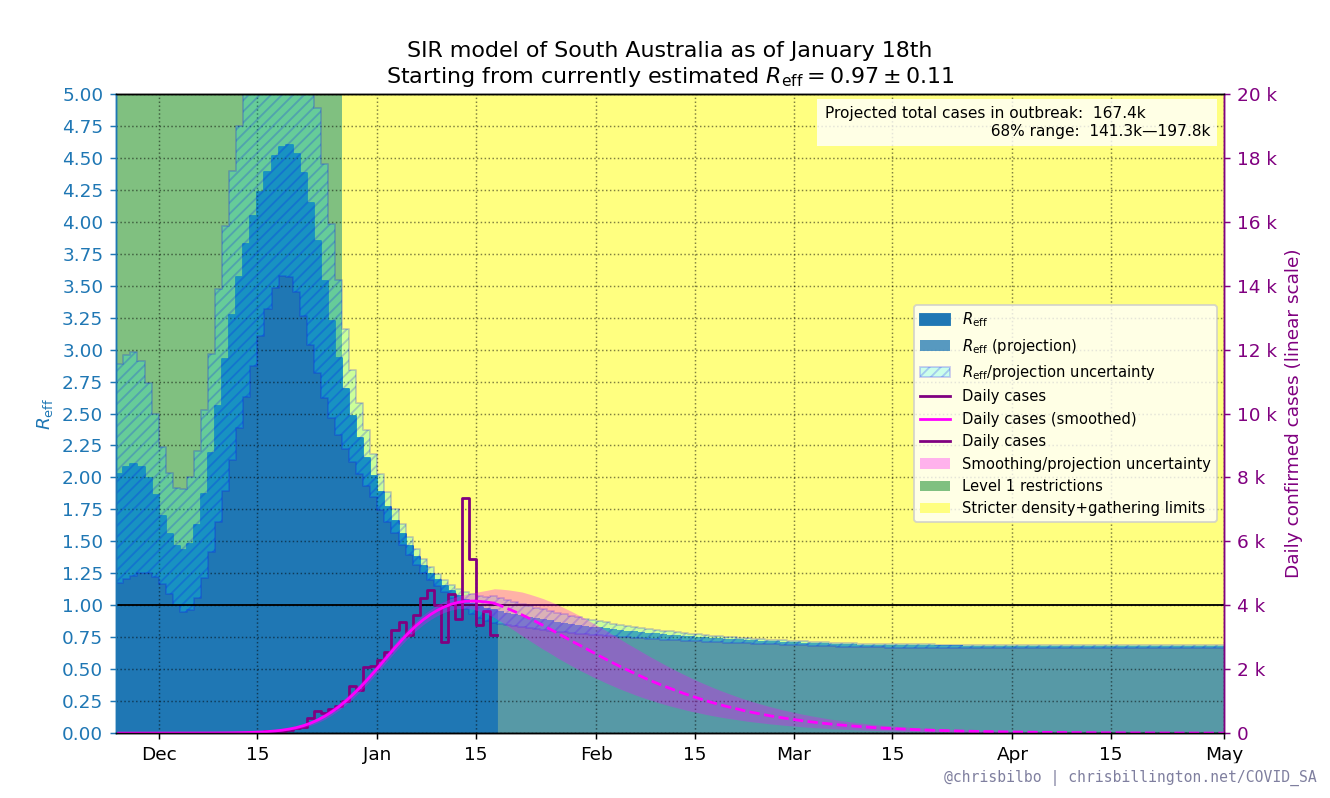 SIR model of South Australia as of January 18th
Starting from currently estimated R_eff = 0.97 ± 0.11
Projected total cases in outbreak: 167.4k
68% range: 141.3k—197.8k
5.00
4.75
4.50
4.25
4.00
3.75
3.50
3.25
3.00
2.75
2.50
2.25
2.00
1.75
1.50
1.25
1.00
0.75
0.50
0.25
0.00
R_eff
20 k
18 k
16 k
14 k
12 k
10 k
8 k
6 k
4 k
2 k
0
Daily confirmed cases (linear scale)
R_eff
R_eff (projection)
R_eff/projection uncertainty
Daily cases
Daily cases (smoothed)
Daily cases
Smoothing/projection uncertainty
Level 1 restrictions
Stricter density+gathering limits
Dec 15 Jan 15 Feb 15 Mar 15 Apr 15 May
@chrisbilbo | chrisbillington.net/COVID_SA